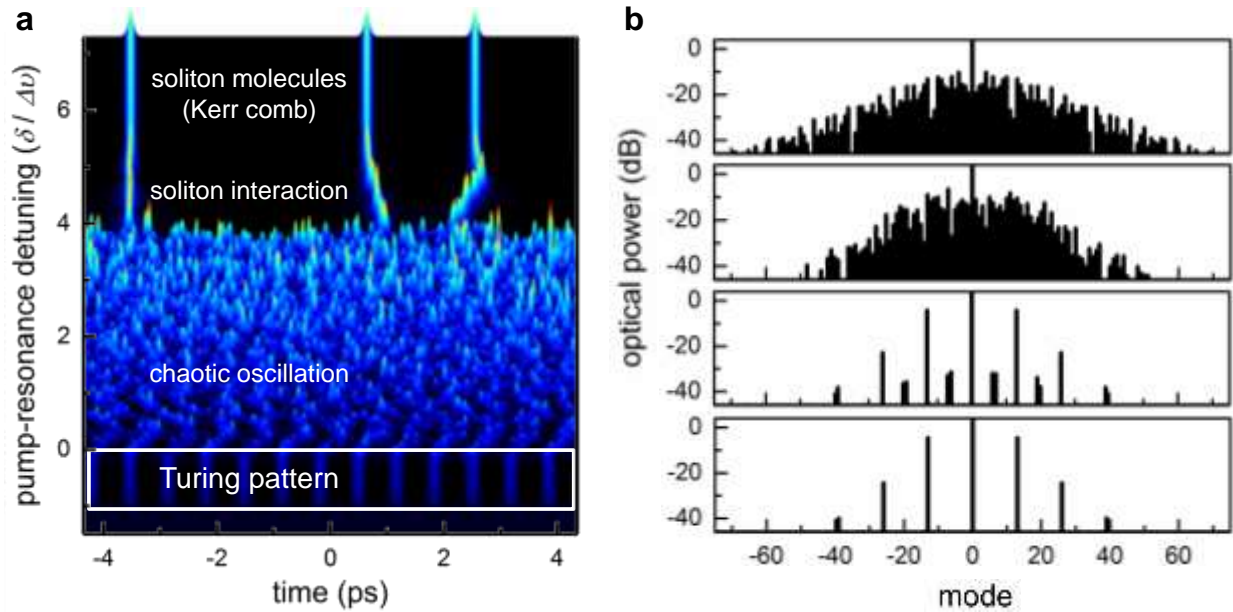 a
pump-resonance detuning (δ / Δυ)
6
4
2
0
soliton molecules
(Kerr comb)
soliton interaction
chaotic oscillation
Turing pattern
-4
-2
0
2
4
time (ps)
b
optical power (dB)
0
-20
-40
0
-20
-40
0
-20
-40
0
-20
-40
-60
-40
-20
0
20
40
60
mode